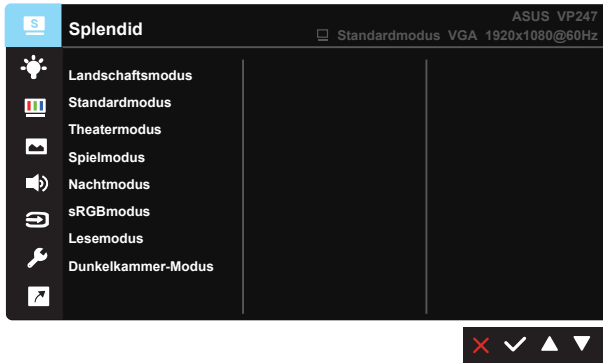 S
Splendid
ASUS VP247
Standardmodus VGA 1920x1080@60Hz
Landschaftsmodus
Standardmodus
Theatermodus
Spielmodus
Nachtmodus
sRGBmodus
Lesemodus
Dunkelkammer-Modus